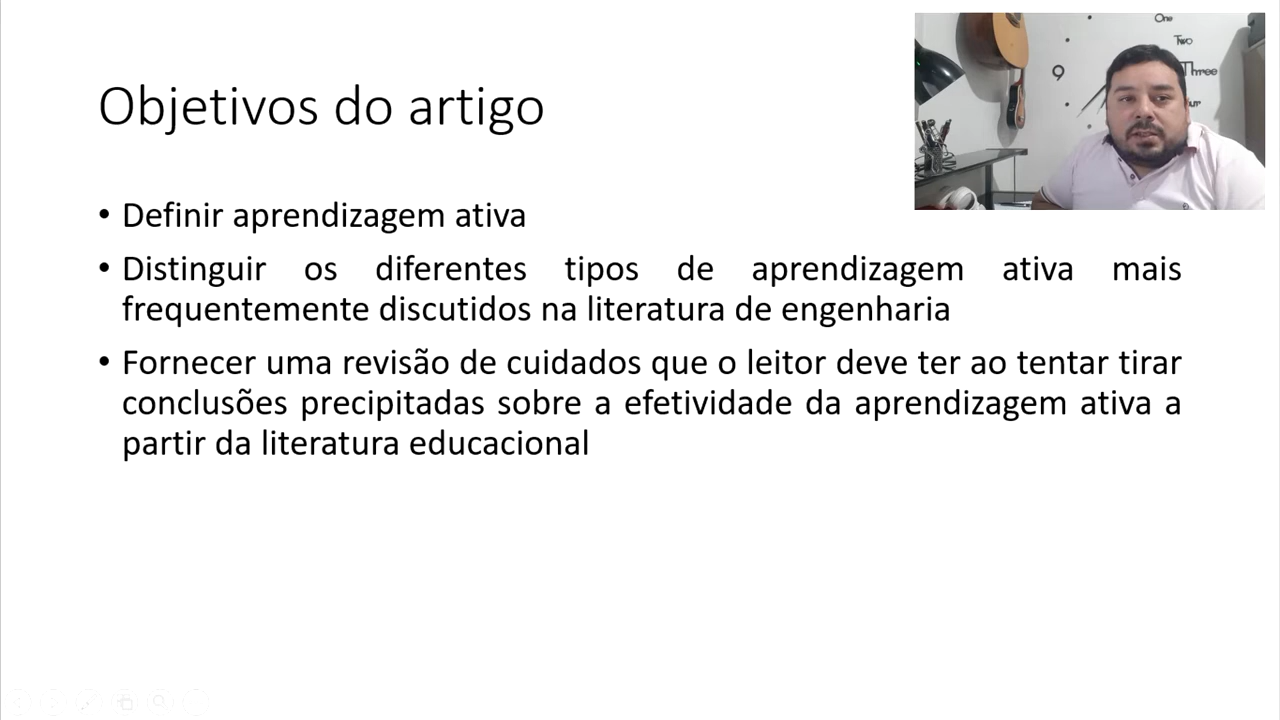 Objetivos do artigo
• Definir aprendizagem ativa
• Distinguir os diferentes tipos de aprendizagem ativa mais
frequentemente discutidos na literatura de engenharia
• Fornecer uma revisão de cuidados que o leitor deve ter ao tentar tirar
conclusões precipitadas sobre a efetividade da aprendizagem ativa a
partir da literatura educacional
One
Two
Three
9